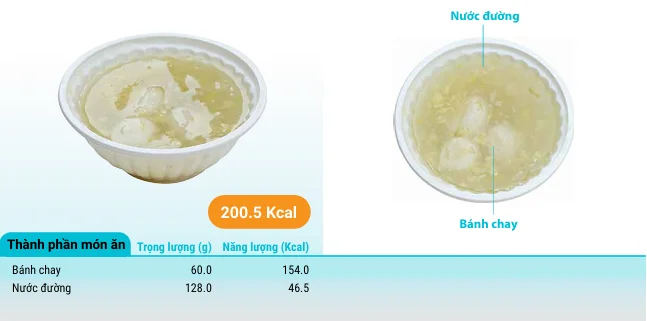 Nước đường
Bánh chay
200.5 Kcal
Thành phần món ăn Trọng lượng (g) Năng lượng (Kcal)
Bánh chay 60.0 154.0
Nước đường 128.0 46.5